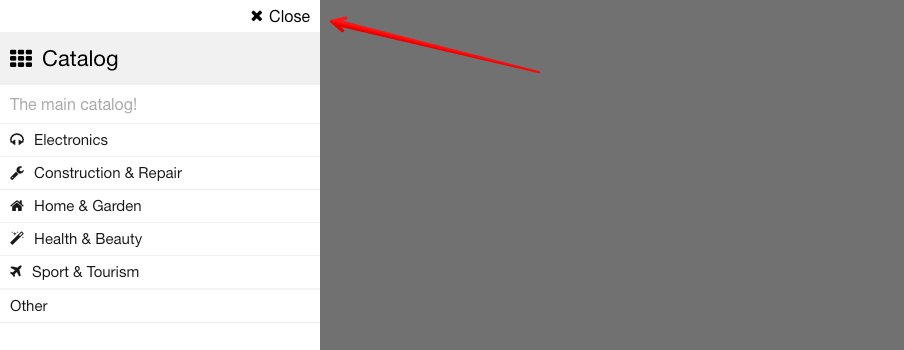 Close
Catalog
The main catalog!
Electronics
Construction & Repair
Home & Garden
Health & Beauty
Sport & Tourism
Other